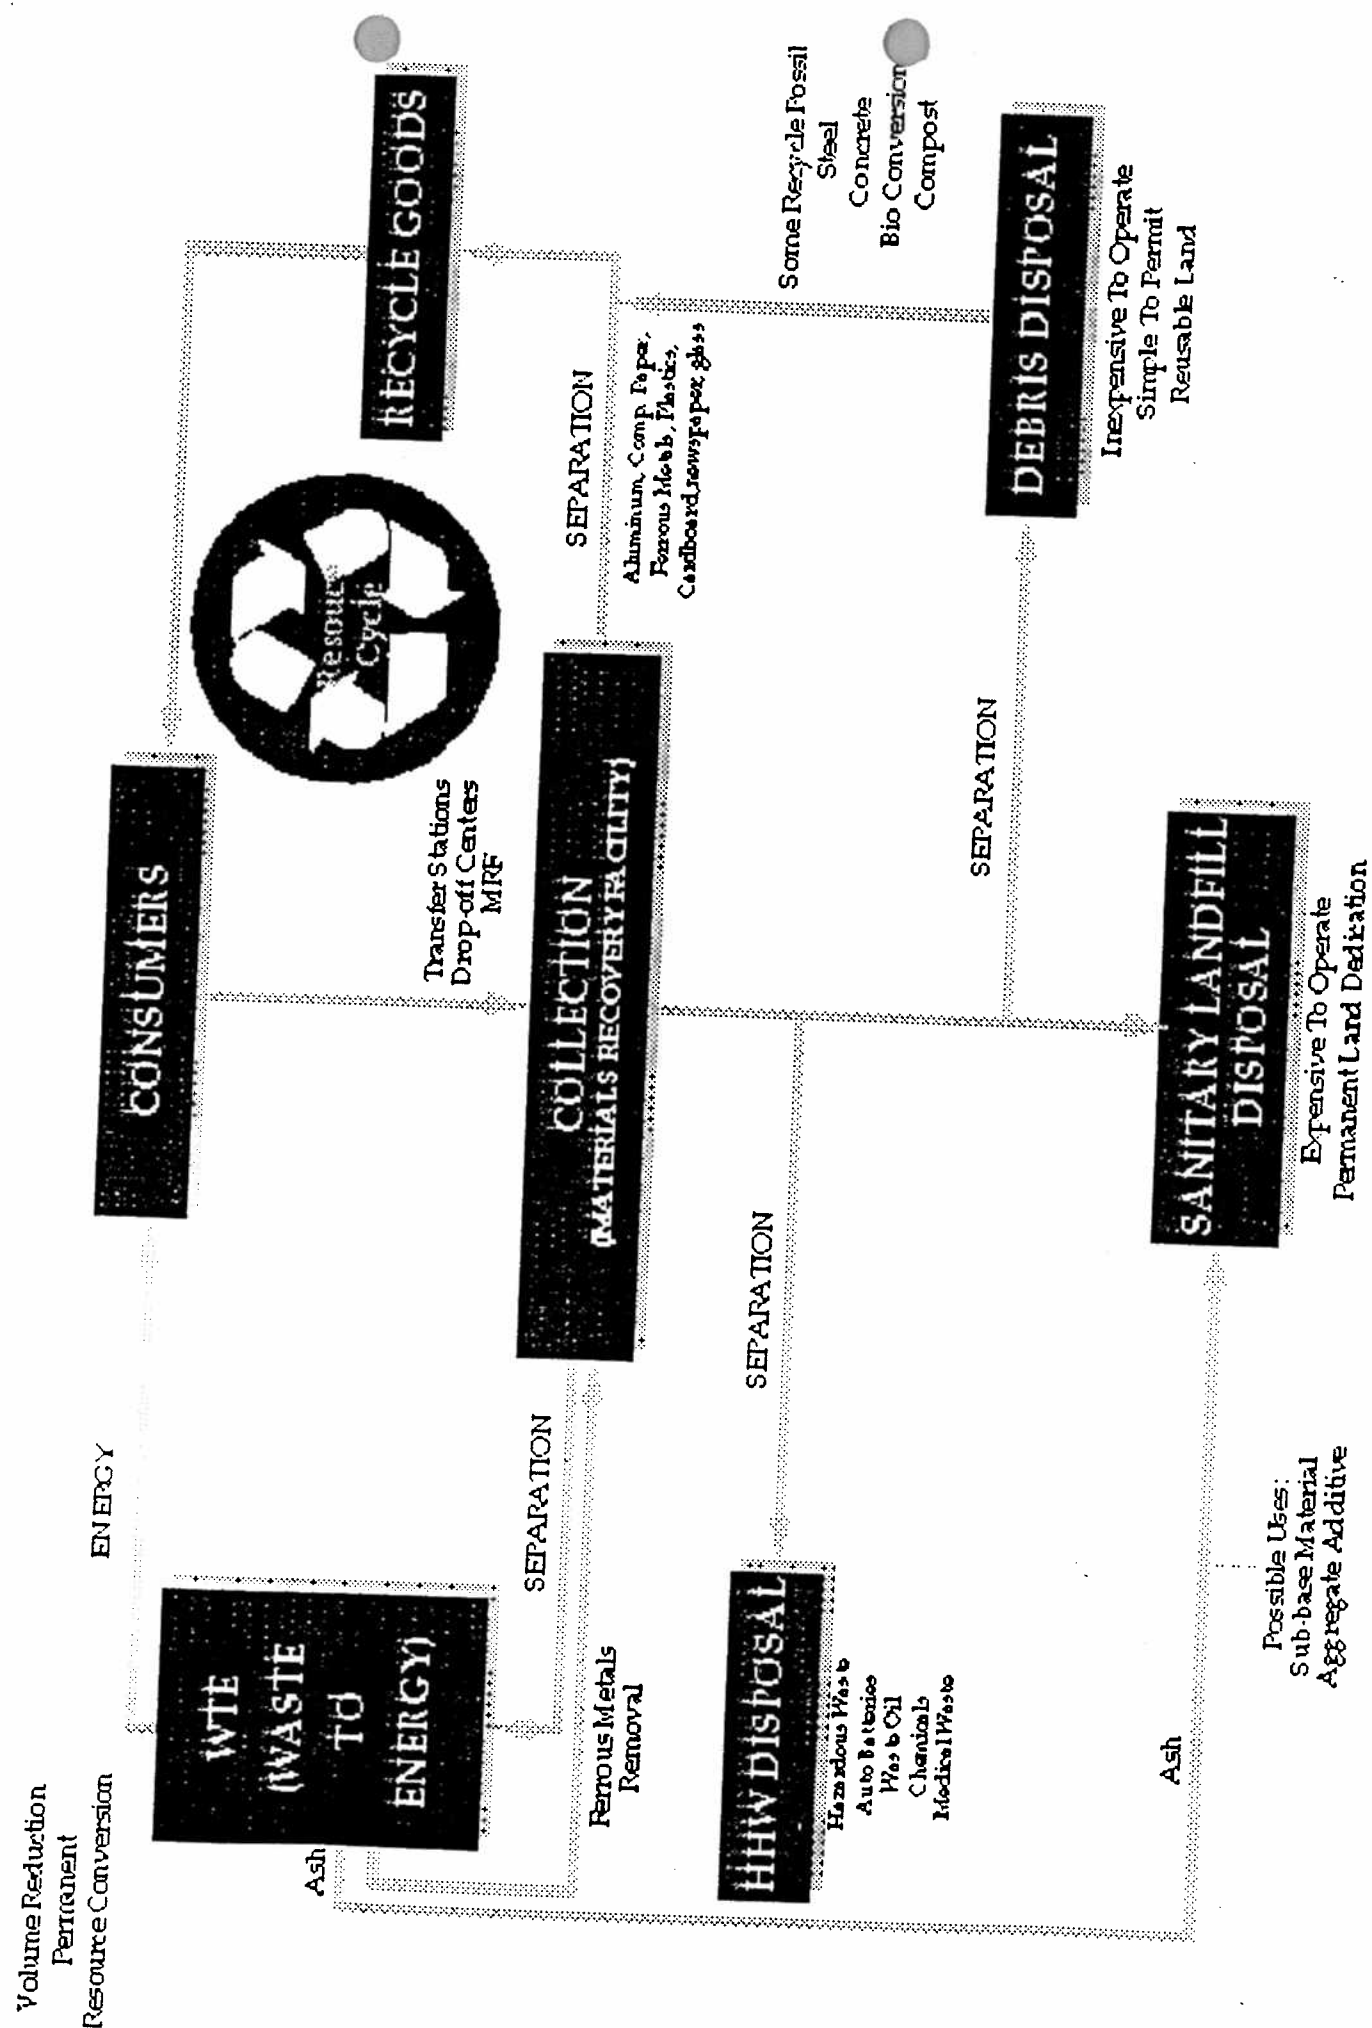 Volume Reduction
Permanent
Resource Conversion
ENERGY
CONSUMERS
WTE
(WASTE
TO
ENERGY)
Resource
Cycle
RECYCLE GOODS
Ash
Transfer Stations
Drop-off Centers
MRF
SEPARATION
COLLECTION
(MATERIALS RECOVERY FACILITY)
SEPARATION
Ferrous Metals
Removal
Aluminum, Comp. Paper,
Ferrous Metals, Plastics,
Cardboard, newspaper, glass
Some Recycle Possil
Steel
Concrete
Bio Conversion
Compost
SEPARATION
HHW DISPOSAL
Hazardous Waste
Auto Batteries
Waste Oil
Chemicals
Medical Waste
SEPARATION
DEBRIS DISPOSAL
Inexpensive To Operate
Simple To Permit
Reusable Land
Ash
SANITARY LANDFILL
DISPOSAL
Possible Uses:
Sub-base Material
Aggregate Additive
Expensive To Operate
Permanent Land Dedication